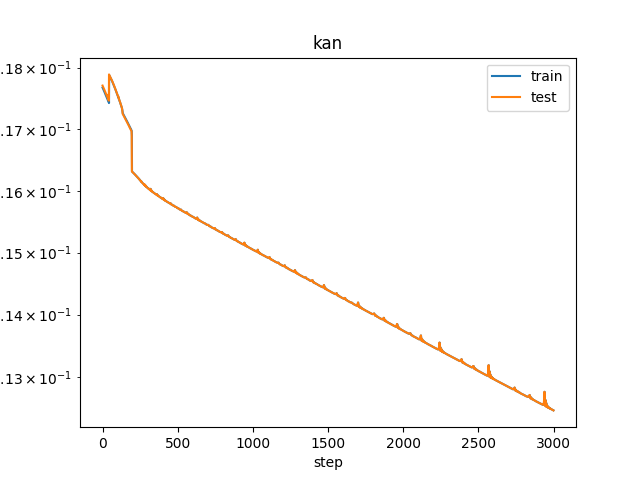 kan
.18 × 10⁻¹
.17 × 10⁻¹
.16 × 10⁻¹
.15 × 10⁻¹
.14 × 10⁻¹
.13 × 10⁻¹
train
test
0 500 1000 1500 2000 2500 3000
step